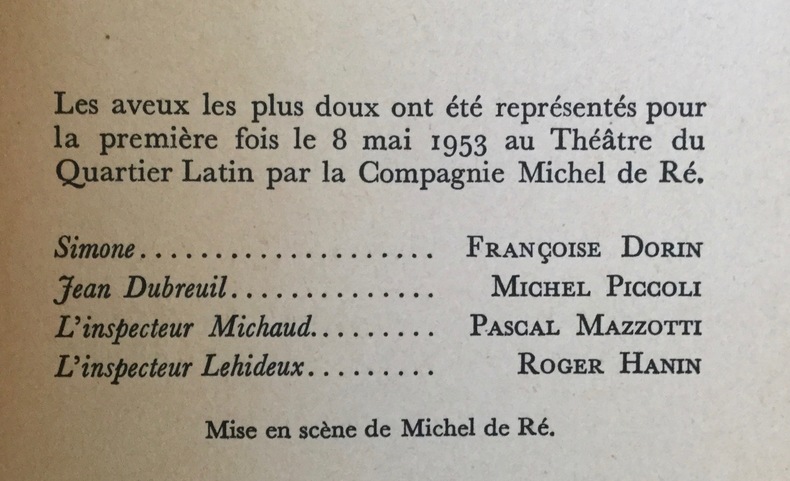 Les aveux les plus doux ont été représentés pour
la première fois le 8 mai 1953 au Théâtre du
Quartier Latin par la Compagnie Michel de Ré.
Simone..................... FRANÇOISE DORIN
Jean Dubreuil.............. MICHEL PICCOLI
L'inspecteur Michaud......... PASCAL MAZZOTTI
L'inspecteur Lehideux......... ROGER HANIN
Mise en scène de Michel de Ré.